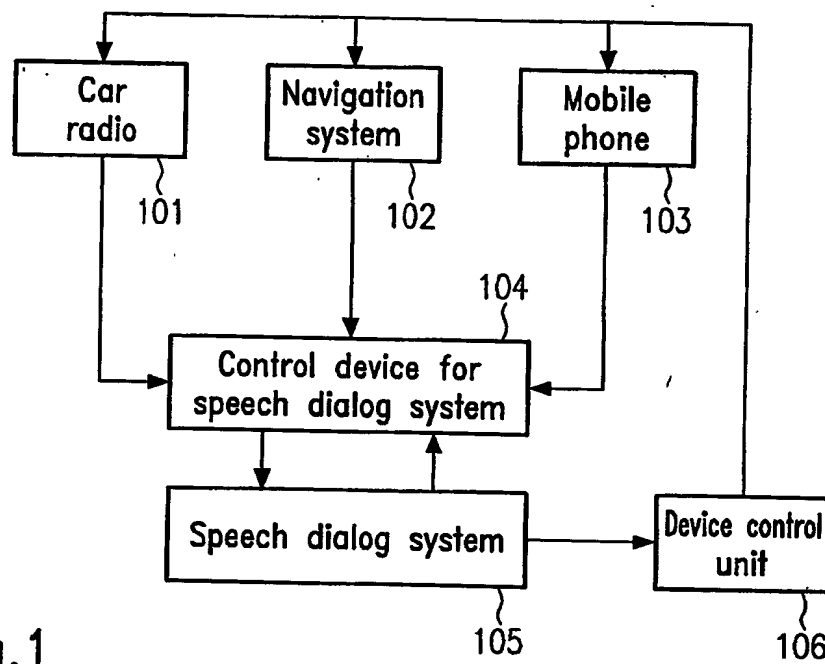 Car
radio
101
Navigation
system
102
Mobile
phone
103
104
Control device for
speech dialog system
Speech dialog system
105
Device control
unit
106
.1